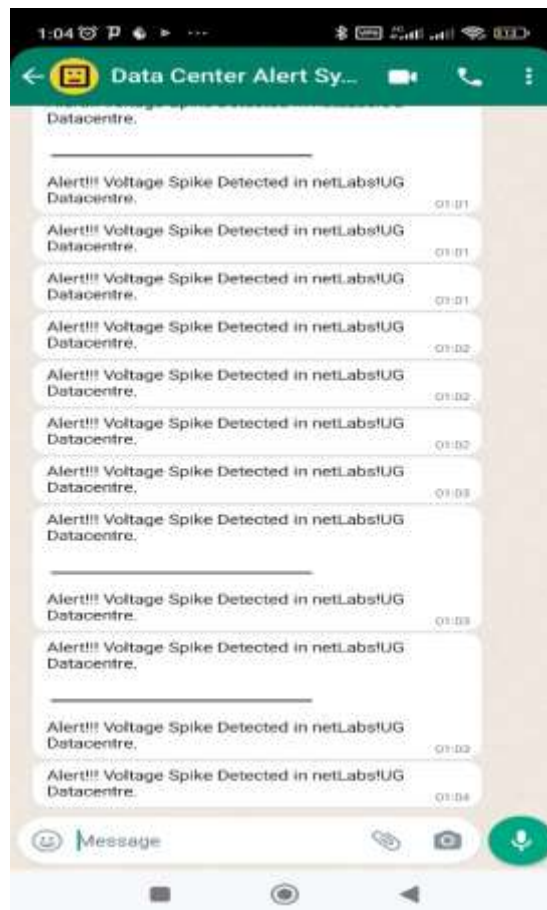 1:04
Data Center Alert Sy...
Datacentre.
Alert!!! Voltage Spike Detected in netLabs!UG
Datacentre.
01:01
Alert!!! Voltage Spike Detected in netLabs!UG
Datacentre.
01:01
Alert!!! Voltage Spike Detected in netLabs!UG
Datacentre.
01:01
Alert!!! Voltage Spike Detected in netLabs!UG
Datacentre.
01:02
Alert!!! Voltage Spike Detected in netLabs!UG
Datacentre.
01:02
Alert!!! Voltage Spike Detected in netLabs!UG
Datacentre.
01:02
Alert!!! Voltage Spike Detected in netLabs!UG
Datacentre.
01:03
Alert!!! Voltage Spike Detected in netLabs!UG
Datacentre.
Alert!!! Voltage Spike Detected in netLabs!UG
Datacentre.
01:03
Alert!!! Voltage Spike Detected in netLabs!UG
Datacentre.
Alert!!! Voltage Spike Detected in netLabs!UG
Datacentre.
01:03
Alert!!! Voltage Spike Detected in netLabs!UG
Datacentre.
01:04
Message